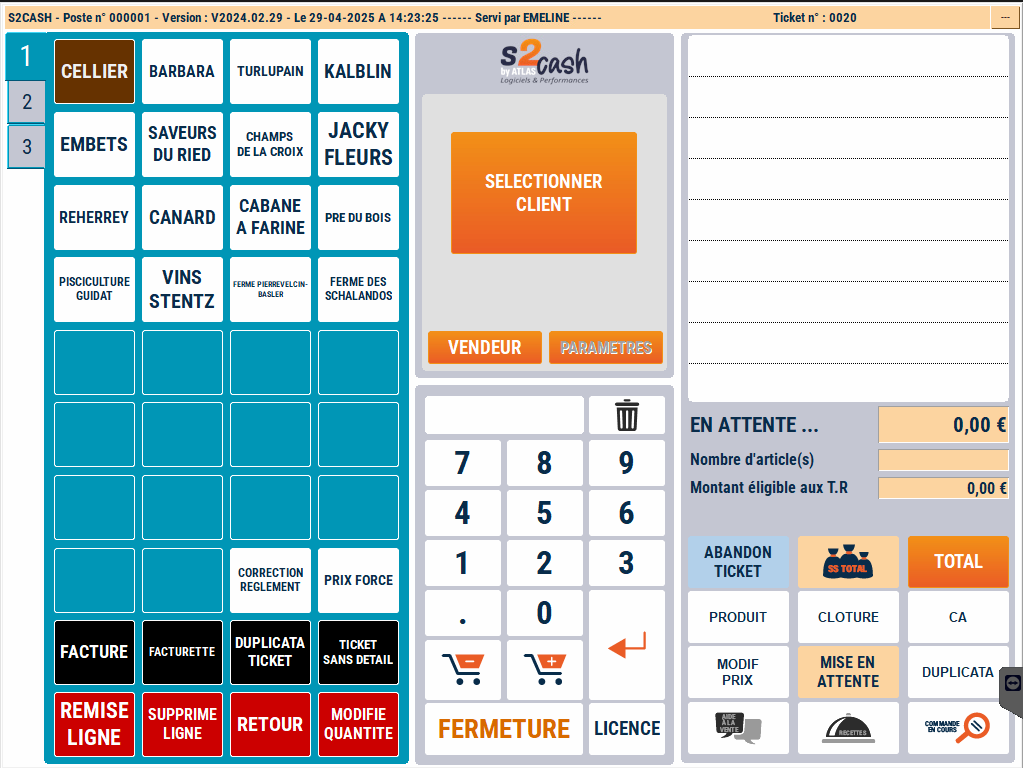 S2CASH - Poste n° 000001 - Version : V2024.02.29 - Le 29-04-2025 A 14:23:25 ------ Servi par EMELINE ------
Ticket n° : 0020
---
1
2
3
CELLIER
BARBARA
TURLUPAIN
KALBLIN
EMBETS
SAVEURS
DU RIED
CHAMPS
DE LA CROIX
JACKY
FLEURS
REHERREY
CANARD
CABANE
A FARINE
PRE DU BOIS
PISCICULTURE
GUIDAT
VINS
STENTZ
FERME PIERREVELCIN-
BASLER
FERME DES
SCHALANDOS
CORRECTION
REGLEMENT
PRIX FORCE
FACTURE
FACTURETTE
DUPLICATA
TICKET
TICKET
SANS DETAIL
REMISE
LIGNE
SUPPRIME
LIGNE
RETOUR
MODIFIE
QUANTITE
s2cash
by ATLAS
Logiciels & Performances
SELECTIONNER
CLIENT
VENDEUR
PARAMETRES
7
8
9
4
5
6
1
2
3
.
0
FERMETURE
LICENCE
EN ATTENTE ...
0,00 €
Nombre d'article(s)
Montant éligible aux T.R
0,00 €
ABANDON
TICKET
SS TOTAL
TOTAL
PRODUIT
CLOTURE
CA
MODIF
PRIX
MISE EN
ATTENTE
DUPLICATA
AIDE
À LA
VENTE
RECETTES
COMMANDE
EN COURS